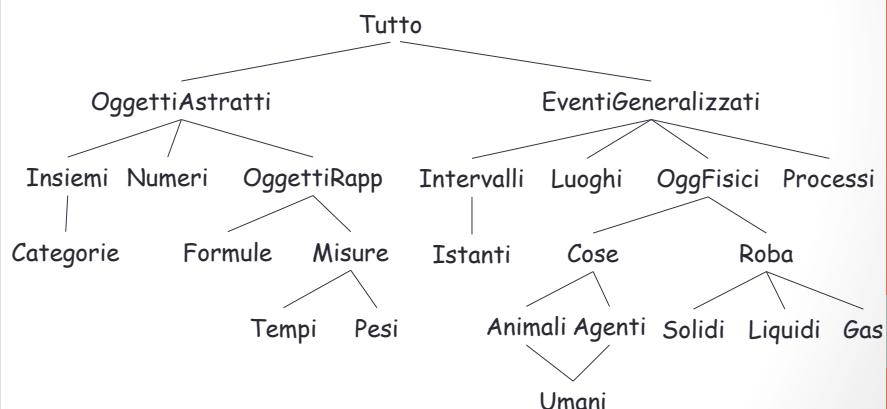 Tutto
OggettiAstratti EventiGeneralizzati
Insiemi Numeri OggettiRapp Intervalli Luoghi OggFisici Processi
Categorie Formule Misure Istanti Cose Roba
Tempi Pesi Animali Agenti Solidi Liquidi Gas
Umani